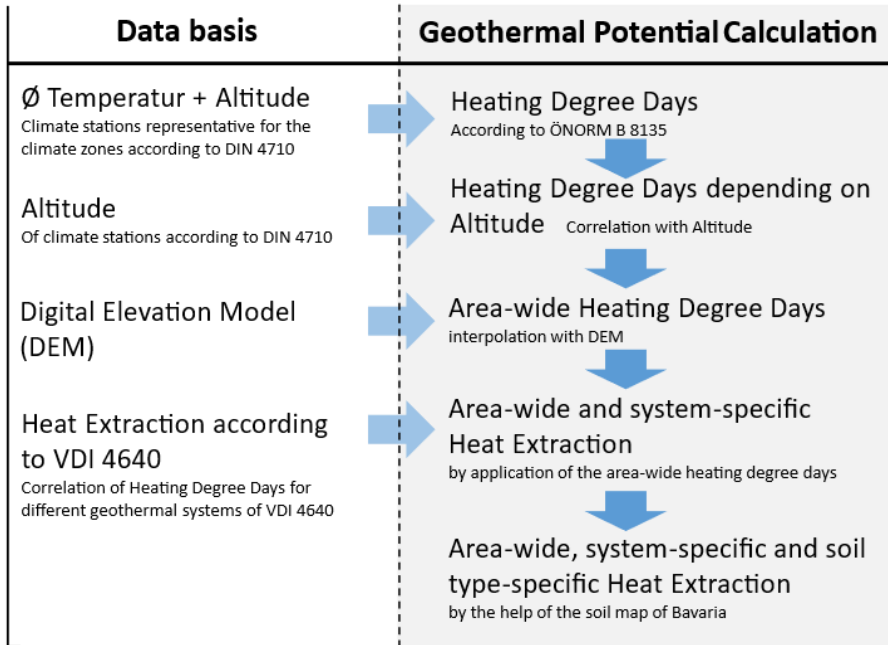 Data basis
Geothermal Potential Calculation
Ø Temperatur + Altitude
Climate stations representative for the
climate zones according to DIN 4710
Heating Degree Days
According to ÖNORM B 8135
Altitude
Of climate stations according to DIN 4710
Heating Degree Days depending on
Altitude Correlation with Altitude
Digital Elevation Model
(DEM)
Area-wide Heating Degree Days
interpolation with DEM
Heat Extraction according
to VDI 4640
Correlation of Heating Degree Days for
different geothermal systems of VDI 4640
Area-wide and system-specific
Heat Extraction
by application of the area-wide heating degree days
Area-wide, system-specific and soil
type-specific Heat Extraction
by the help of the soil map of Bavaria